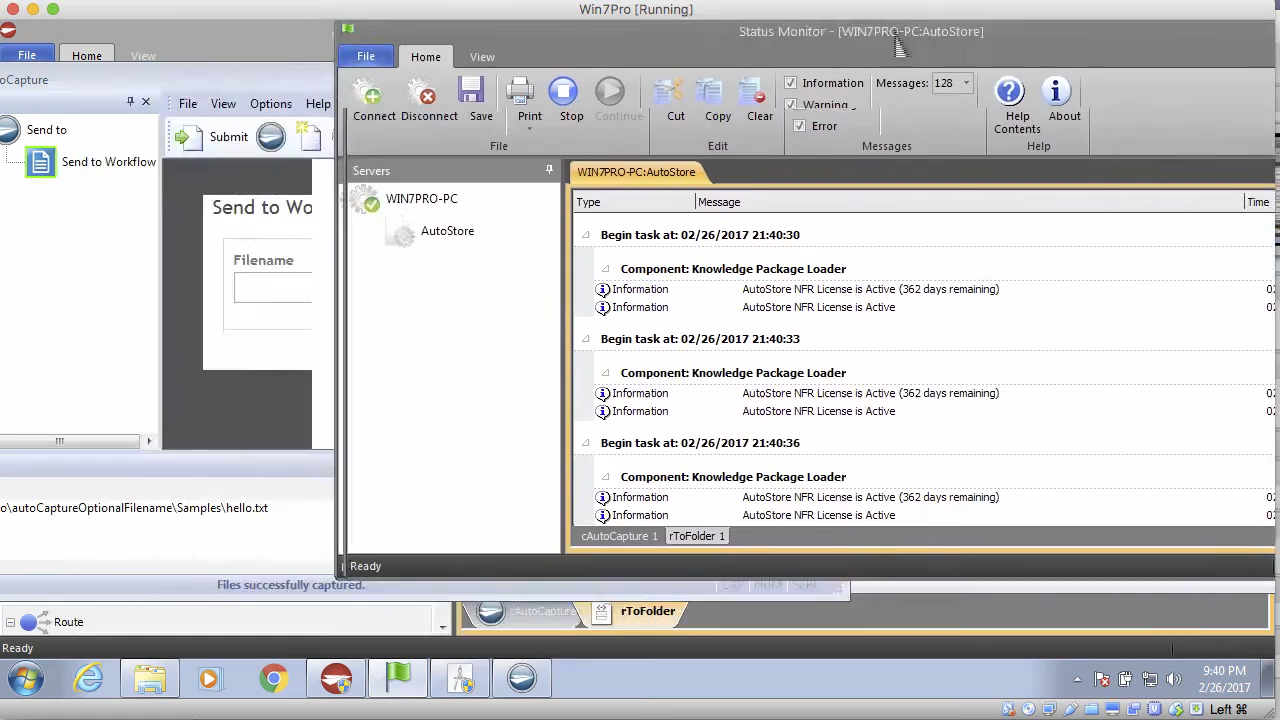 Win7Pro [Running]
Status Monitor - [WIN7PRO-PC:AutoStore]
File
Home
File
Home
View
oCapture
File
View
Options
Help
Connect
Disconnect
Save
Print
Stop
Continue
File
Cut
Copy
Clear
Edit
Information
Warning
Error
Messages: 128
Messages
Help
Contents
About
Help
Send to
Submit
Send to Workflow
Servers
WIN7PRO-PC
AutoStore
WIN7PRO-PC:AutoStore
Type
Message
Time
Send to Wo
Filename
Begin task at: 02/26/2017 21:40:30
Component: Knowledge Package Loader
Information AutoStore NFR License is Active (362 days remaining)
Information AutoStore NFR License is Active
Begin task at: 02/26/2017 21:40:33
Component: Knowledge Package Loader
Information AutoStore NFR License is Active (362 days remaining)
Information AutoStore NFR License is Active
Begin task at: 02/26/2017 21:40:36
Component: Knowledge Package Loader
Information AutoStore NFR License is Active (362 days remaining)
Information AutoStore NFR License is Active
o\autoCaptureOptionalFilename\Samples\hello.txt
cAutoCapture 1
rToFolder 1
Ready
Files successfully captured.
cAutoCapture
rToFolder
Route
Ready
9:40 PM
2/26/2017
Left ⌘